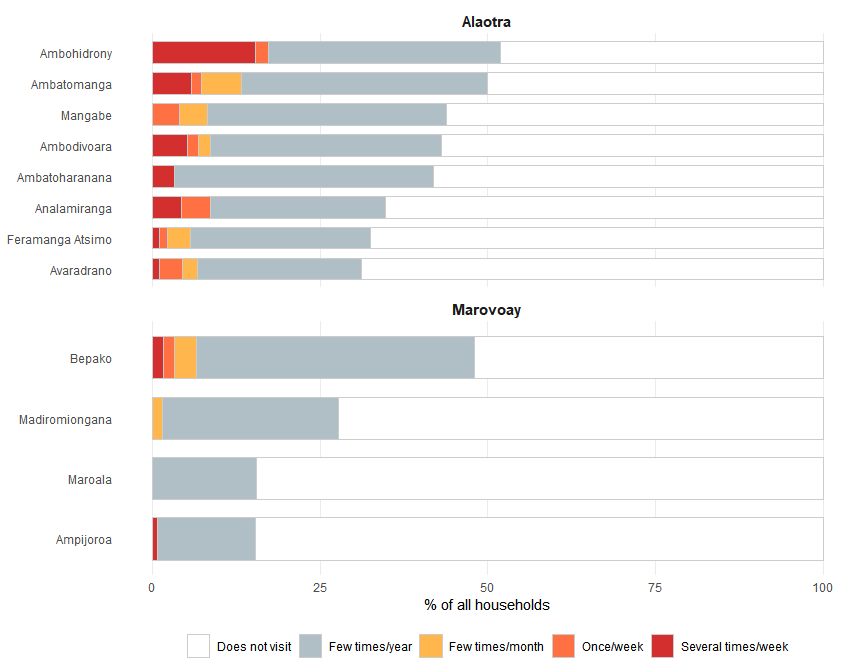 Alaotra
Ambohidrony
Ambatomanga
Mangabe
Ambodivoara
Ambatoharanana
Analamiranga
Feramanga Atsimo
Avaradrano
Marovoay
Bepako
Madiromiongana
Maroala
Ampijoroa
0 25 50 75 100
% of all households
Does not visit Few times/year Few times/month Once/week Several times/week